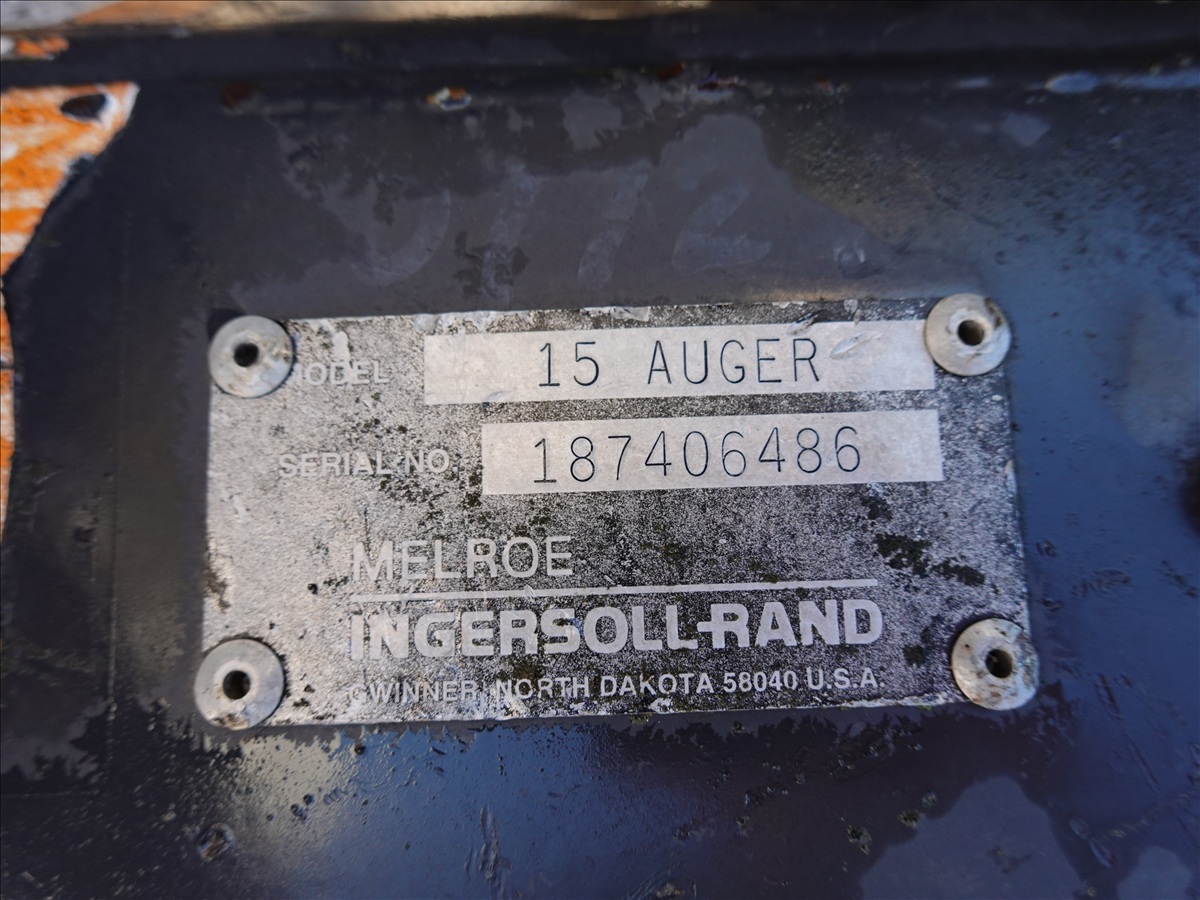 MODEL 15 AUGER
SERIAL NO 187406486
MELROE
INGERSOLL-RAND
GWINNER, NORTH DAKOTA 58040 U.S.A.